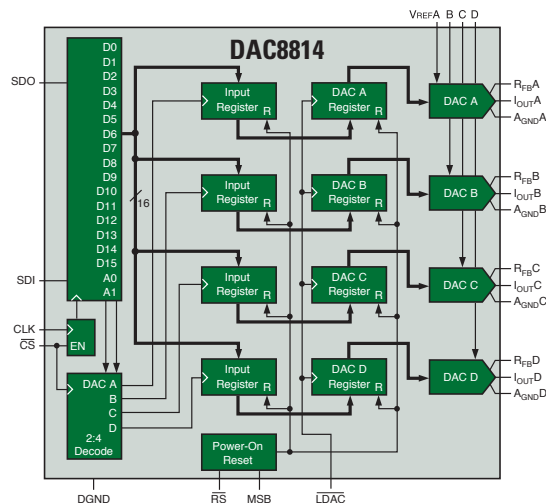 VREFA B C D
DAC8814
D0
D1
D2
D3
D4
D5
D6
D7
D8
D9
D10
D11
D12
D13
D14
D15
A0
A1
SDO
SDI
16
CLK
CS
EN
DAC A
B
C
D
2:4
Decode
Input
Register
R
DAC A
Register
R
DAC A
RFBA
IOUTA
AGNDA
Input
Register
R
DAC B
Register
R
DAC B
RFBB
IOUTB
AGNDB
Input
Register
R
DAC C
Register
R
DAC C
RFBC
IOUTC
AGNDC
Input
Register
R
DAC D
Register
R
DAC D
RFBD
IOUTD
AGNDD
Power-On
Reset
DGND
RS
MSB
LDAC